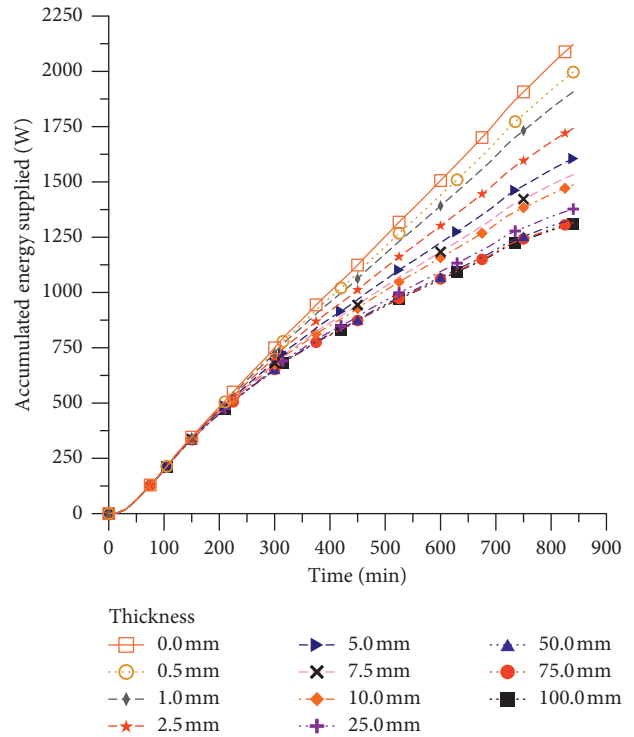 Accumulated energy supplied (W)
2250
2000
1750
1500
1250
1000
750
500
250
0
0 100 200 300 400 500 600 700 800 900
Time (min)
Thickness
0.0 mm 5.0 mm 50.0 mm
0.5 mm 7.5 mm 75.0 mm
1.0 mm 10.0 mm 100.0 mm
2.5 mm 25.0 mm